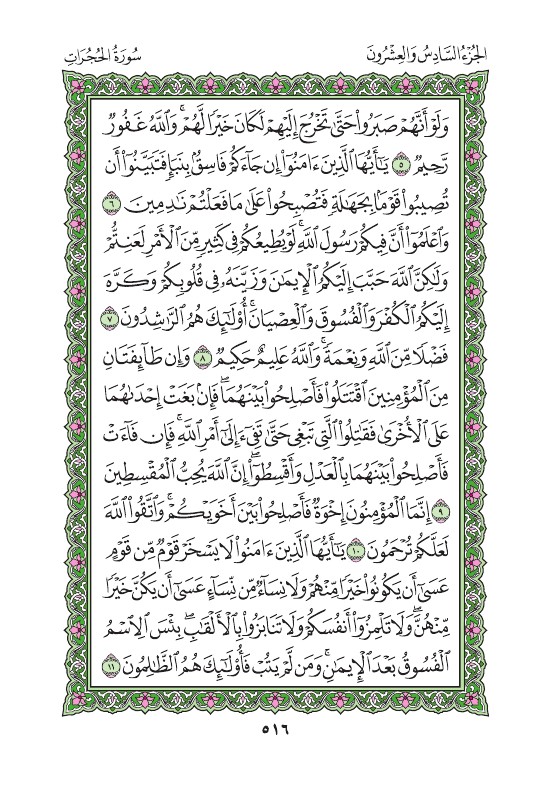 الجُزْءُ السَّادِسُ وَالعِشْرُونَ
سُورَةُ الحُجُرَاتِ
وَلَوْ أَنَّهُمْ صَبَرُوا۟ حَتَّىٰ تَخْرُجَ إِلَيْهِمْ لَكَانَ خَيْرًا لَّهُمْ ۚ وَٱللَّهُ غَفُورٌ
رَّحِيمٌ ٥ يَـٰٓأَيُّهَا ٱلَّذِينَ ءَامَنُوٓا۟ إِن جَآءَكُمْ فَاسِقٌۢ بِنَبَإٍ فَتَبَيَّنُوٓا۟ أَن
تُصِيبُوا۟ قَوْمًۢا بِجَهَـٰلَةٍ فَتُصْبِحُوا۟ عَلَىٰ مَا فَعَلْتُمْ نَـٰدِمِينَ ٦
وَٱعْلَمُوٓا۟ أَنَّ فِيكُمْ رَسُولَ ٱللَّهِ ۚ لَوْ يُطِيعُكُمْ فِى كَثِيرٍ مِّنَ ٱلْأَمْرِ لَعَنِتُّمْ
وَلَـٰكِنَّ ٱللَّهَ حَبَّبَ إِلَيْكُمُ ٱلْإِيمَـٰنَ وَزَيَّنَهُۥ فِى قُلُوبِكُمْ وَكَرَّهَ
إِلَيْكُمُ ٱلْكُفْرَ وَٱلْفُسُوقَ وَٱلْعِصْيَانَ ۚ أُو۟لَـٰٓئِكَ هُمُ ٱلرَّٰشِدُونَ ٧
فَضْلًا مِّنَ ٱللَّهِ وَنِعْمَةً ۚ وَٱللَّهُ عَلِيمٌ حَكِيمٌ ٨ وَإِن طَآئِفَتَانِ
مِنَ ٱلْمُؤْمِنِينَ ٱقْتَتَلُوا۟ فَأَصْلِحُوا۟ بَيْنَهُمَا ۖ فَإِنۢ بَغَتْ إِحْدَىٰهُمَا
عَلَى ٱلْأُخْرَىٰ فَقَـٰتِلُوا۟ ٱلَّتِى تَبْغِى حَتَّىٰ تَفِىٓءَ إِلَىٰٓ أَمْرِ ٱللَّهِ ۚ فَإِن فَآءَتْ
فَأَصْلِحُوا۟ بَيْنَهُمَا بِٱلْعَدْلِ وَأَقْسِطُوٓا۟ ۖ إِنَّ ٱللَّهَ يُحِبُّ ٱلْمُقْسِطِينَ
٩ إِنَّمَا ٱلْمُؤْمِنُونَ إِخْوَةٌ فَأَصْلِحُوا۟ بَيْنَ أَخَوَيْكُمْ ۚ وَٱتَّقُوا۟ ٱللَّهَ
لَعَلَّكُمْ تُرْحَمُونَ ١٠ يَـٰٓأَيُّهَا ٱلَّذِينَ ءَامَنُوا۟ لَا يَسْخَرْ قَوْمٌ مِّن قَوْمٍ
عَسَىٰٓ أَن يَكُونُوا۟ خَيْرًا مِّنْهُمْ وَلَا نِسَآءٌ مِّن نِّسَآءٍ عَسَىٰٓ أَن يَكُنَّ خَيْرًا
مِّنْهُنَّ ۖ وَلَا تَلْمِزُوٓا۟ أَنفُسَكُمْ وَلَا تَنَابَزُوا۟ بِٱلْأَلْقَـٰبِ ۖ بِئْسَ ٱلِٱسْمُ
ٱلْفُسُوقُ بَعْدَ ٱلْإِيمَـٰنِ ۚ وَمَن لَّمْ يَتُبْ فَأُو۟لَـٰٓئِكَ هُمُ ٱلظَّـٰلِمُونَ ١١
٥١٦